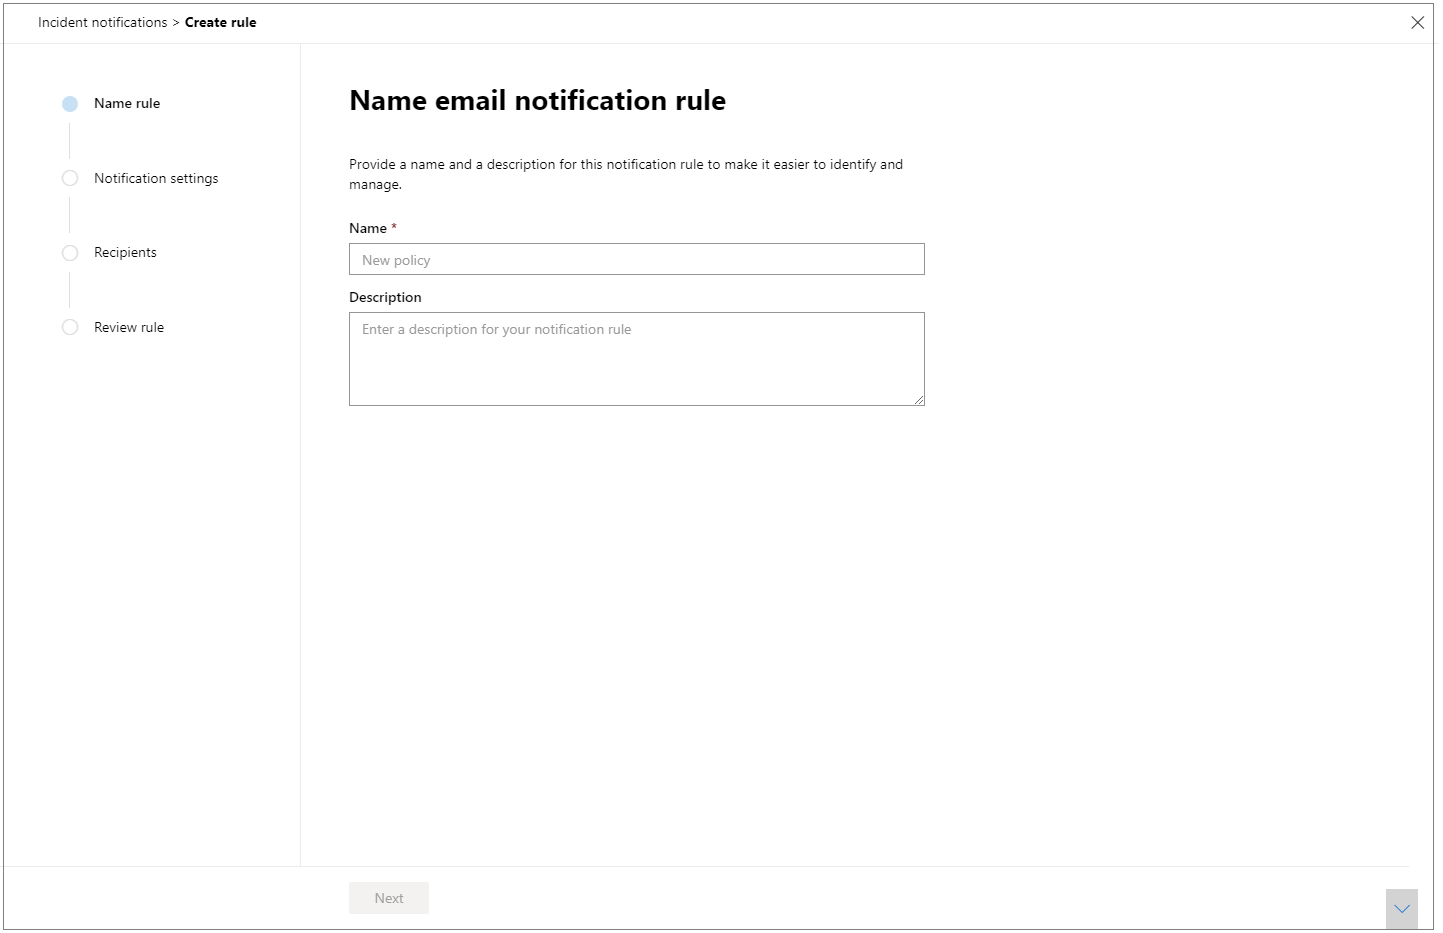 Incident notifications > Create rule
Name rule
Notification settings
Recipients
Review rule
Name email notification rule
Provide a name and a description for this notification rule to make it easier to identify and
manage.
Name *
New policy
Description
Enter a description for your notification rule
Next